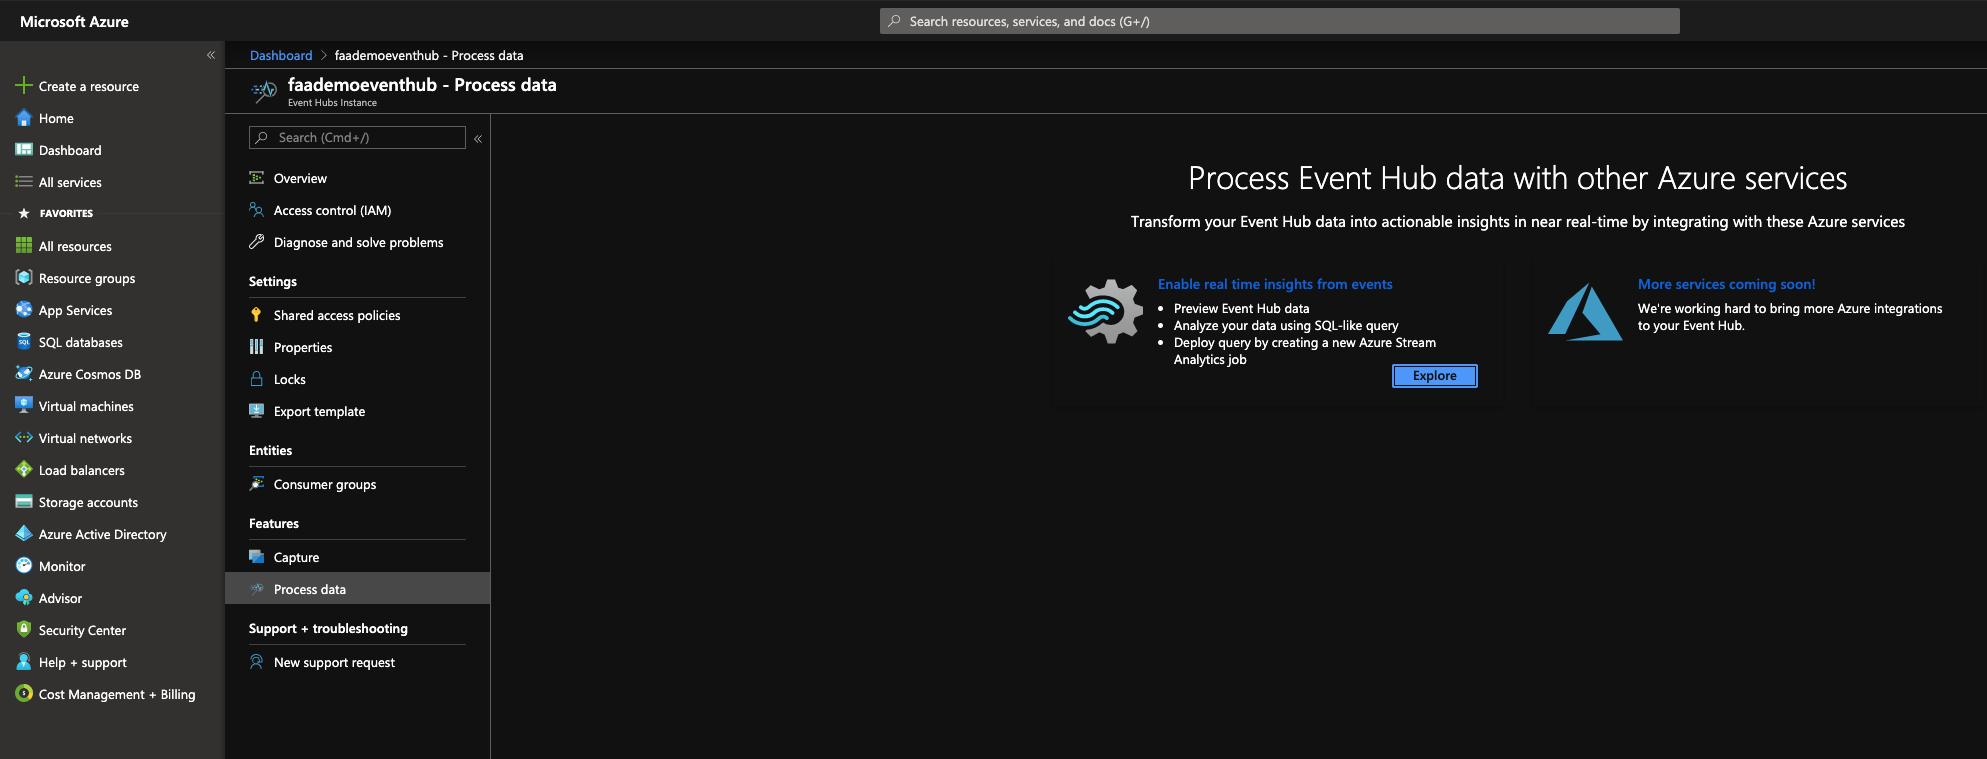 Microsoft Azure
Search resources, services, and docs (G+/)
«
Create a resource
Home
Dashboard
All services
FAVORITES
All resources
Resource groups
App Services
SQL databases
Azure Cosmos DB
Virtual machines
Virtual networks
Load balancers
Storage accounts
Azure Active Directory
Monitor
Advisor
Security Center
Help + support
Cost Management + Billing
Dashboard > faademoeventhub - Process data
faademoeventhub - Process data
Event Hubs Instance
Search (Cmd+/)
«
Overview
Access control (IAM)
Diagnose and solve problems
Settings
Shared access policies
Properties
Locks
Export template
Entities
Consumer groups
Features
Capture
Process data
Support + troubleshooting
New support request
Process Event Hub data with other Azure services
Transform your Event Hub data into actionable insights in near real-time by integrating with these Azure services
Enable real time insights from events
• Preview Event Hub data
• Analyze your data using SQL-like query
• Deploy query by creating a new Azure Stream
Analytics job
Explore
More services coming soon!
We're working hard to bring more Azure integrations
to your Event Hub.